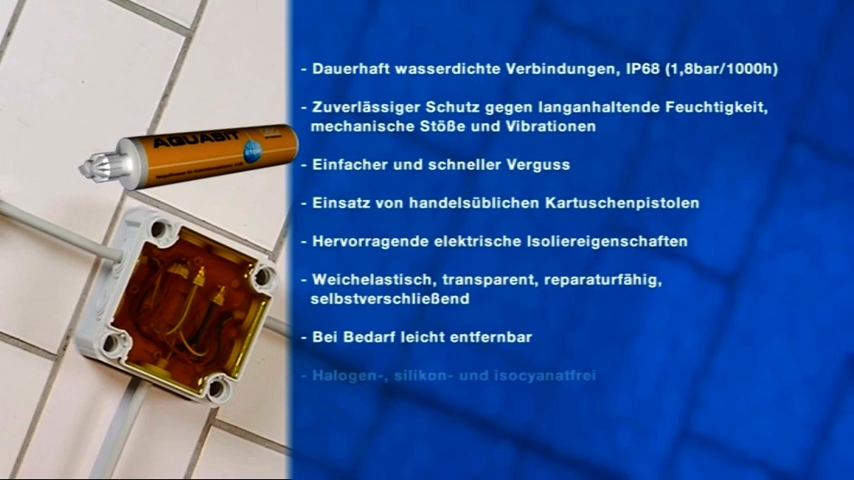 AQUASIT
- Dauerhaft wasserdichte Verbindungen, IP68 (1,8bar/1000h)
- Zuverlässiger Schutz gegen langanhaltende Feuchtigkeit,
mechanische Stöße und Vibrationen
- Einfacher und schneller Verguss
- Einsatz von handelsüblichen Kartuschenpistolen
- Hervorragende elektrische Isoliereigenschaften
- Weichelastisch, transparent, reparaturfähig,
selbstverschließend
- Bei Bedarf leicht entfernbar
- Halogen-, silikon- und isocyanatfrei